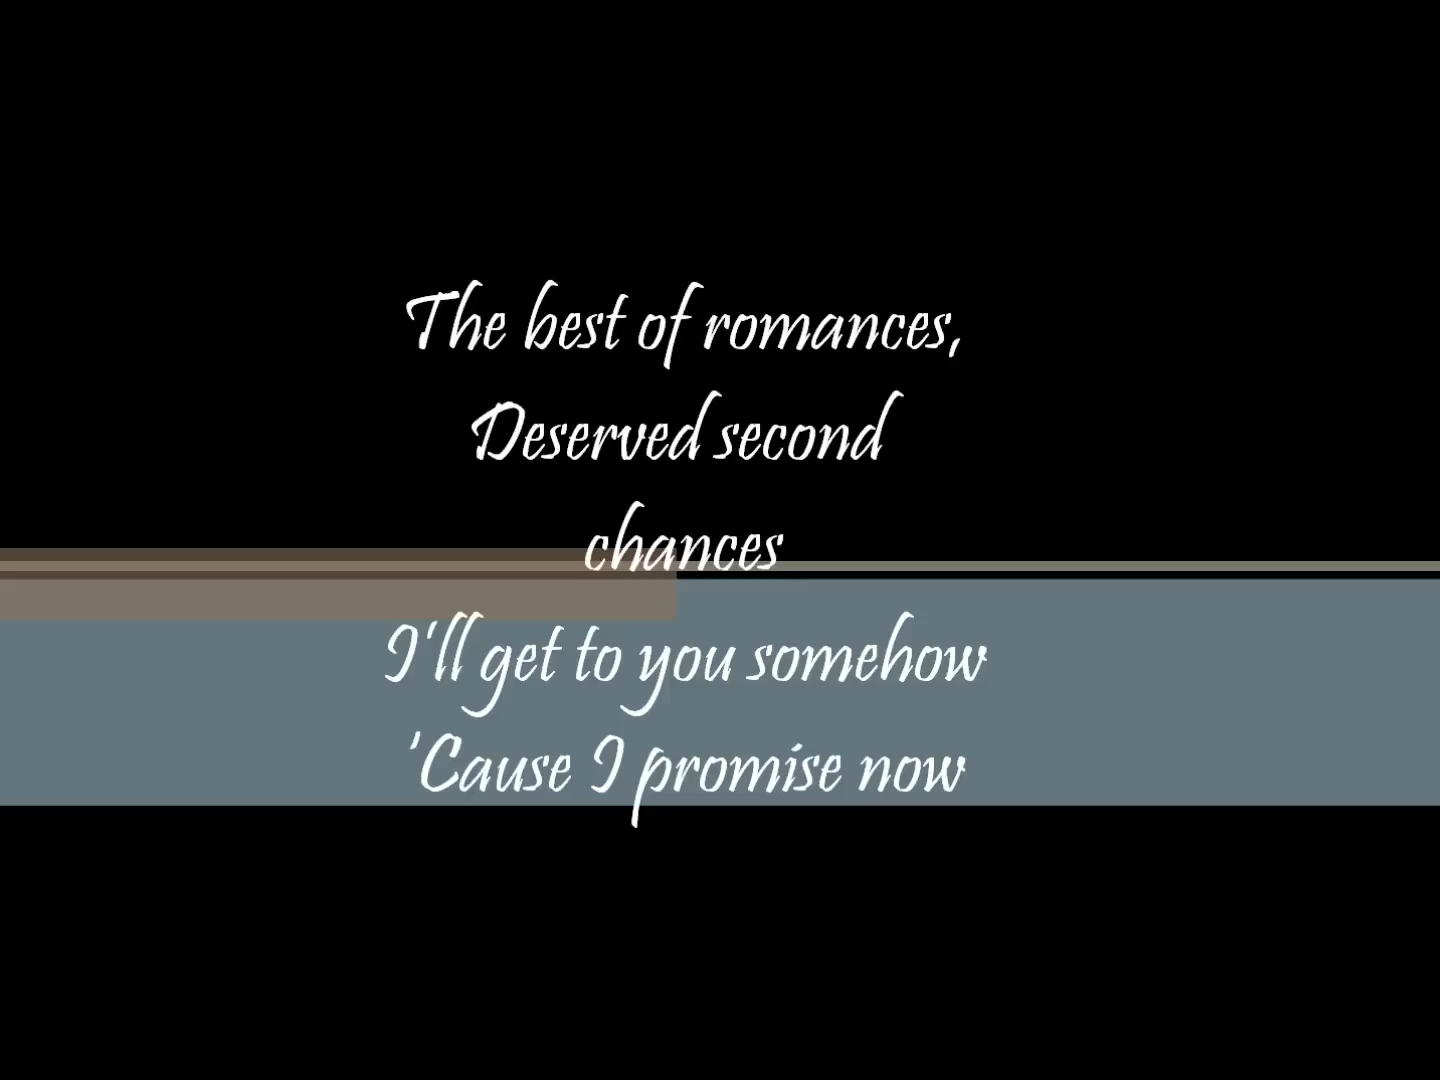 The best of romances,
Deserved second
chances
I'll get to you somehow
'Cause I promise now